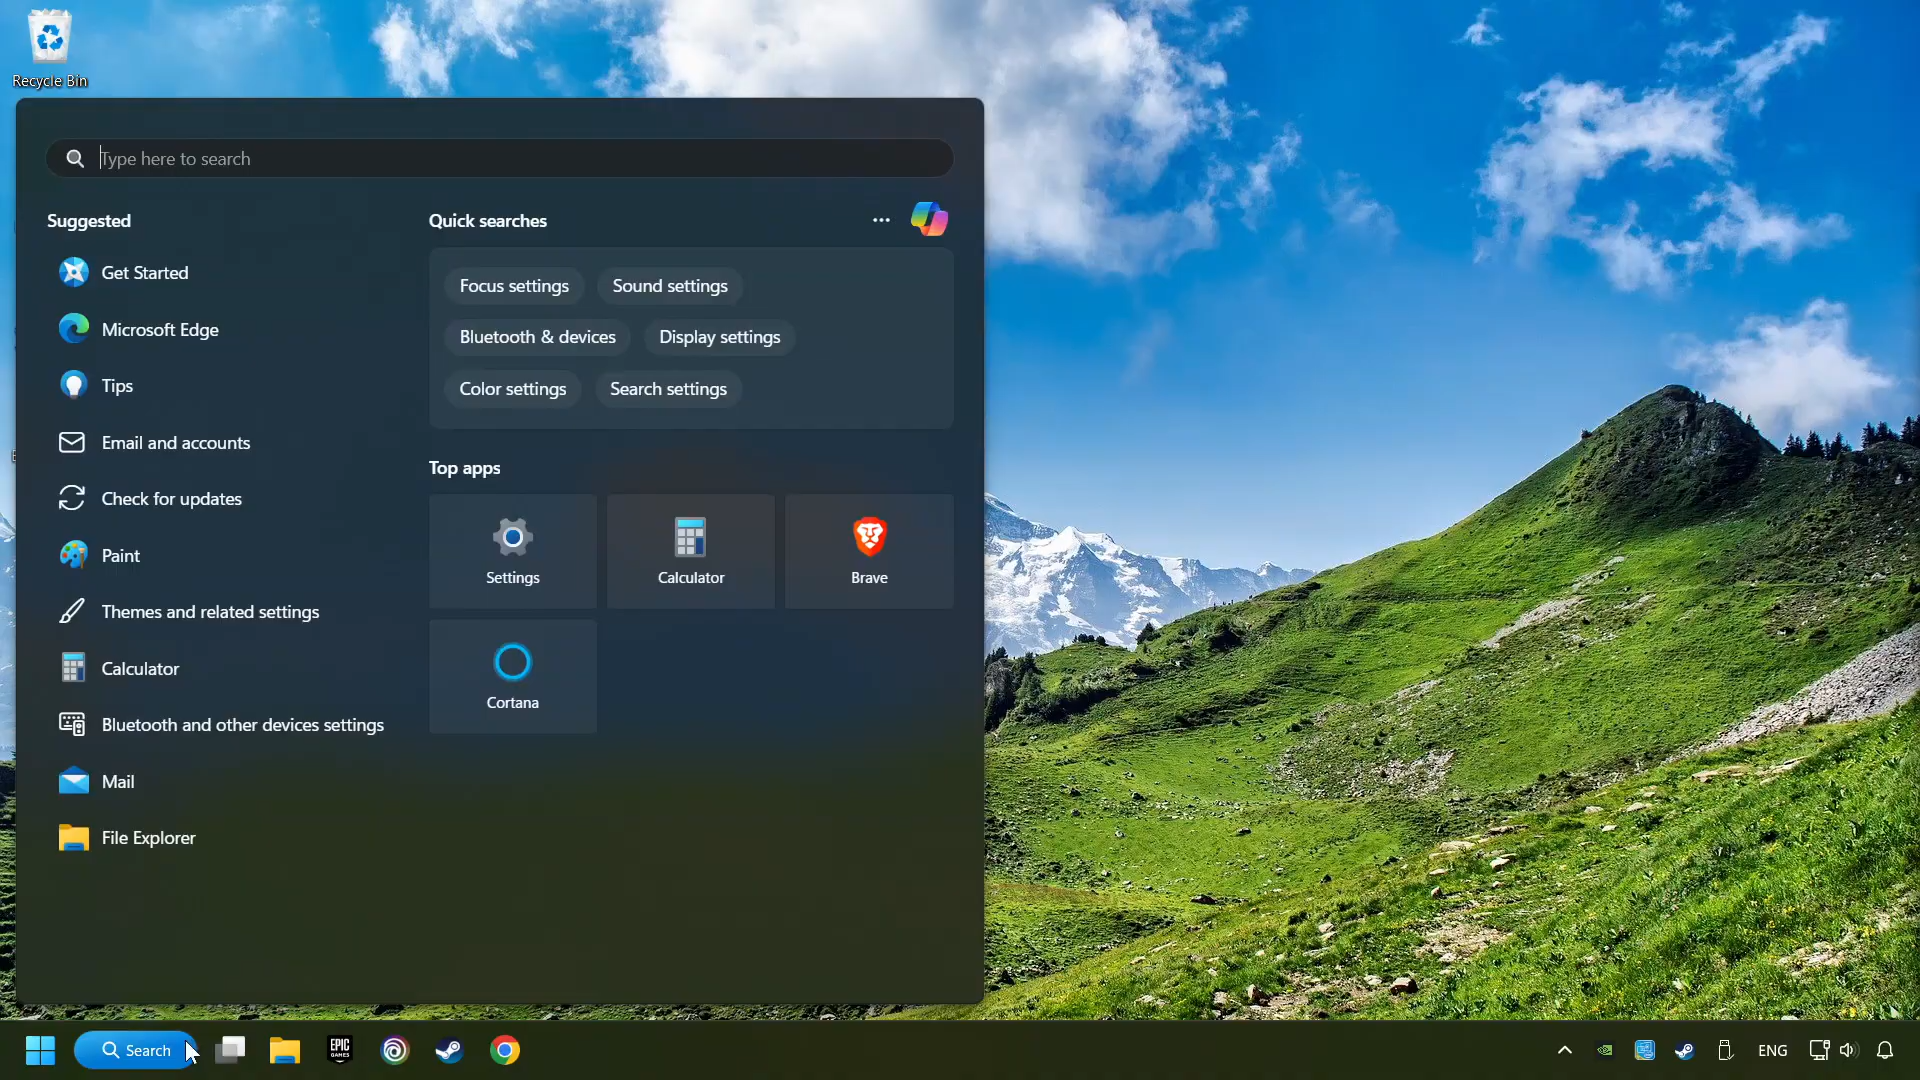 Recycle Bin
Type here to search
Suggested
Get Started
Microsoft Edge
Tips
Email and accounts
Check for updates
Paint
Themes and related settings
Calculator
Bluetooth and other devices settings
Mail
File Explorer
Quick searches
Focus settings
Sound settings
Bluetooth & devices
Display settings
Color settings
Search settings
Top apps
Settings
Calculator
Brave
Cortana
Search
EPIC
GAMES
ENG